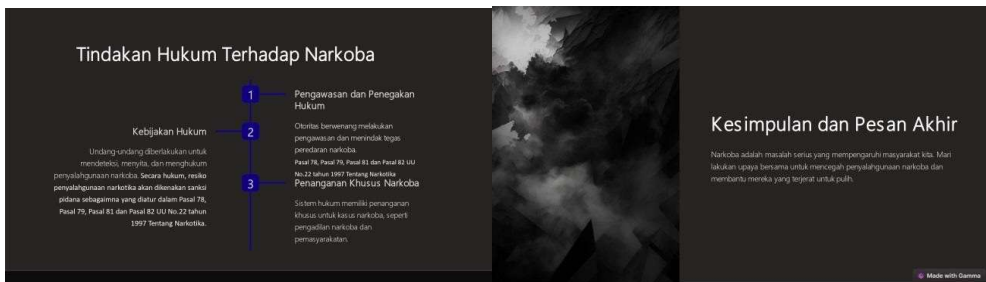 Tindakan Hukum Terhadap Narkoba
1
Pengawasan dan Penegakan
Hukum
Otoritas berwenang melakukan
pengawasan dan menindak tegas
peredaran narkoba.
Pasal 78, Pasal 79, Pasal 81 dan Pasal 82 UU
No.22 tahun 1997 Tentang Narkotika
2
Kebijakan Hukum
Undang-undang diberlakukan untuk
mendeteksi, menyita, dan menghukum
penyalahgunaan narkoba. Secara hukum, resiko
penyalahgunaan narkotika akan dikenakan sanksi
pidana sebagaimna yang diatur dalam Pasal 78,
Pasal 79, Pasal 81 dan Pasal 82 UU No.22 tahun
1997 Tentang Narkotika.
3
Penanganan Khusus Narkoba
Sistem hukum memiliki penanganan
khusus untuk kasus narkoba, seperti
pengadilan narkoba dan
pemasyarakatan.
Kesimpulan dan Pesan Akhir
Narkoba adalah masalah serius yang mempengaruhi masyarakat kita. Mari
lakukan upaya bersama untuk mencegah penyalahgunaan narkoba dan
membantu mereka yang terjerat untuk pulih.
Made with Gamma